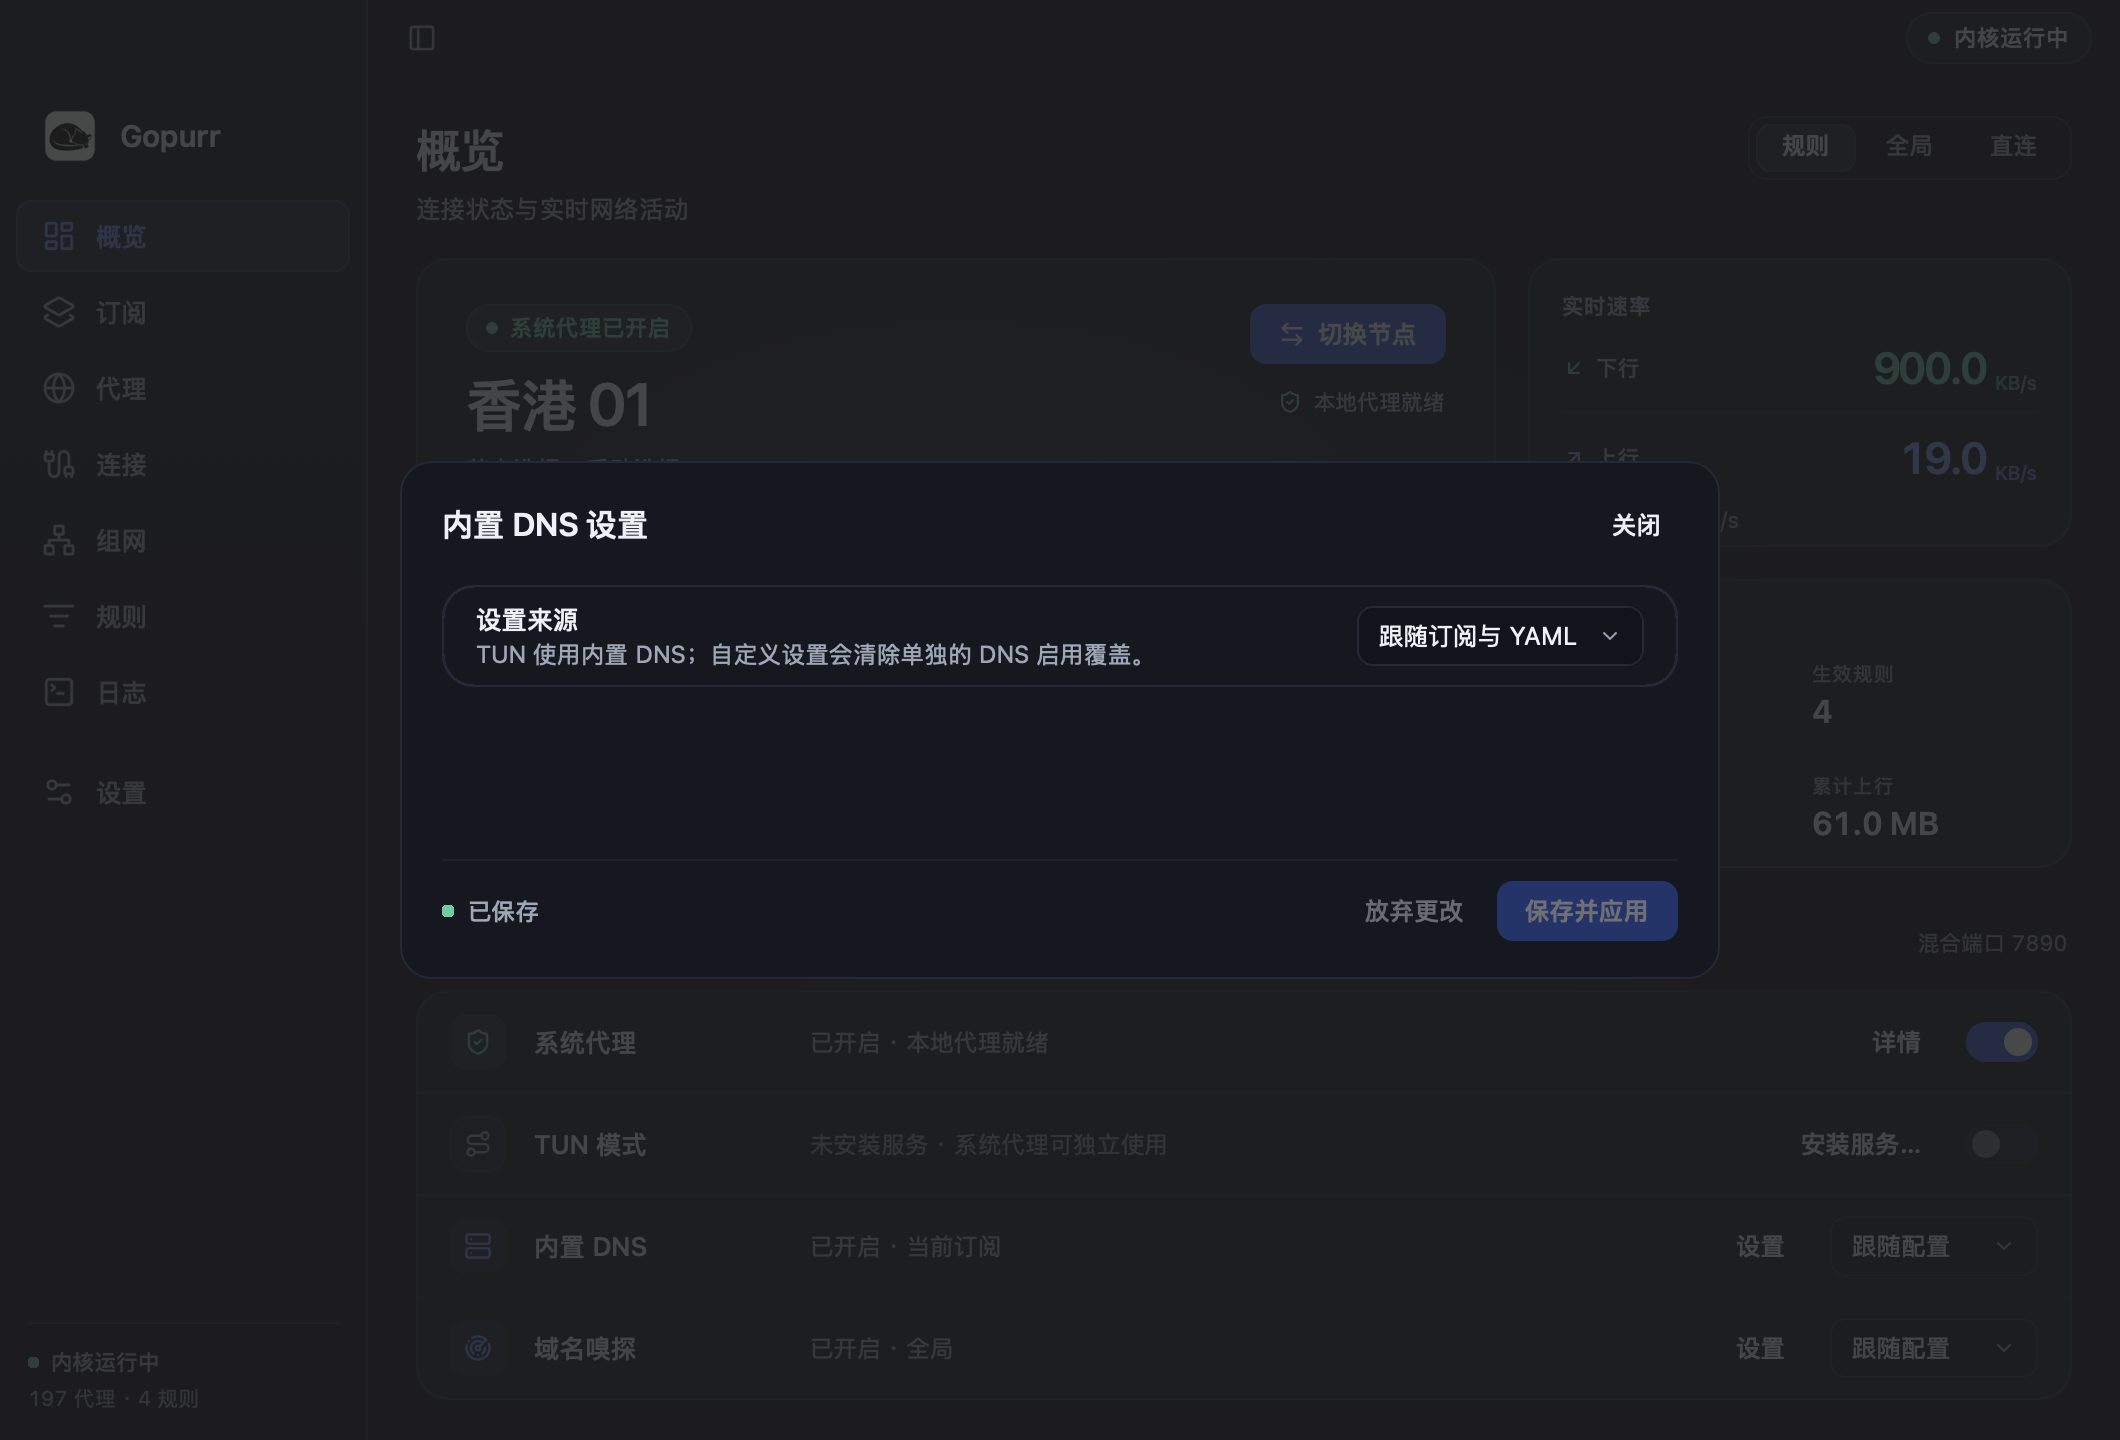 内核运行中
Gopurr
概览
订阅
代理
连接
组网
规则
日志
设置
内核运行中
197 代理 · 4 规则
概览
连接状态与实时网络活动
规则
全局
直连
系统代理已开启
香港 01
切换节点
本地代理就绪
实时速率
下行
900.0 KB/s
上行
19.0 KB/s
/s
内置 DNS 设置
关闭
设置来源
TUN 使用内置 DNS；自定义设置会清除单独的 DNS 启用覆盖。
跟随订阅与 YAML
已保存
放弃更改
保存并应用
生效规则
4
累计上行
61.0 MB
混合端口 7890
系统代理
已开启 · 本地代理就绪
详情
TUN 模式
未安装服务 · 系统代理可独立使用
安装服务...
内置 DNS
已开启 · 当前订阅
设置
跟随配置
域名嗅探
已开启 · 全局
设置
跟随配置